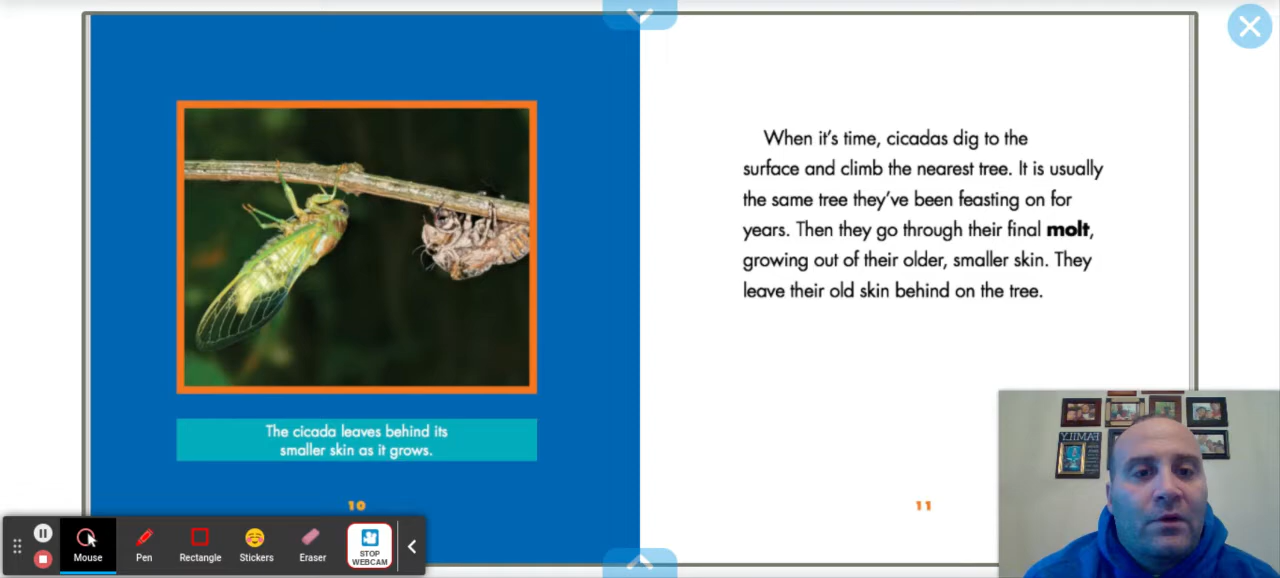 When it's time, cicadas dig to the
surface and climb the nearest tree. It is usually
the same tree they've been feasting on for
years. Then they go through their final molt,
growing out of their older, smaller skin. They
leave their old skin behind on the tree.
The cicada leaves behind its
smaller skin as it grows.
10
11
FAMILY
Mouse
Pen
Rectangle
Stickers
Eraser
STOP
WEBCAM